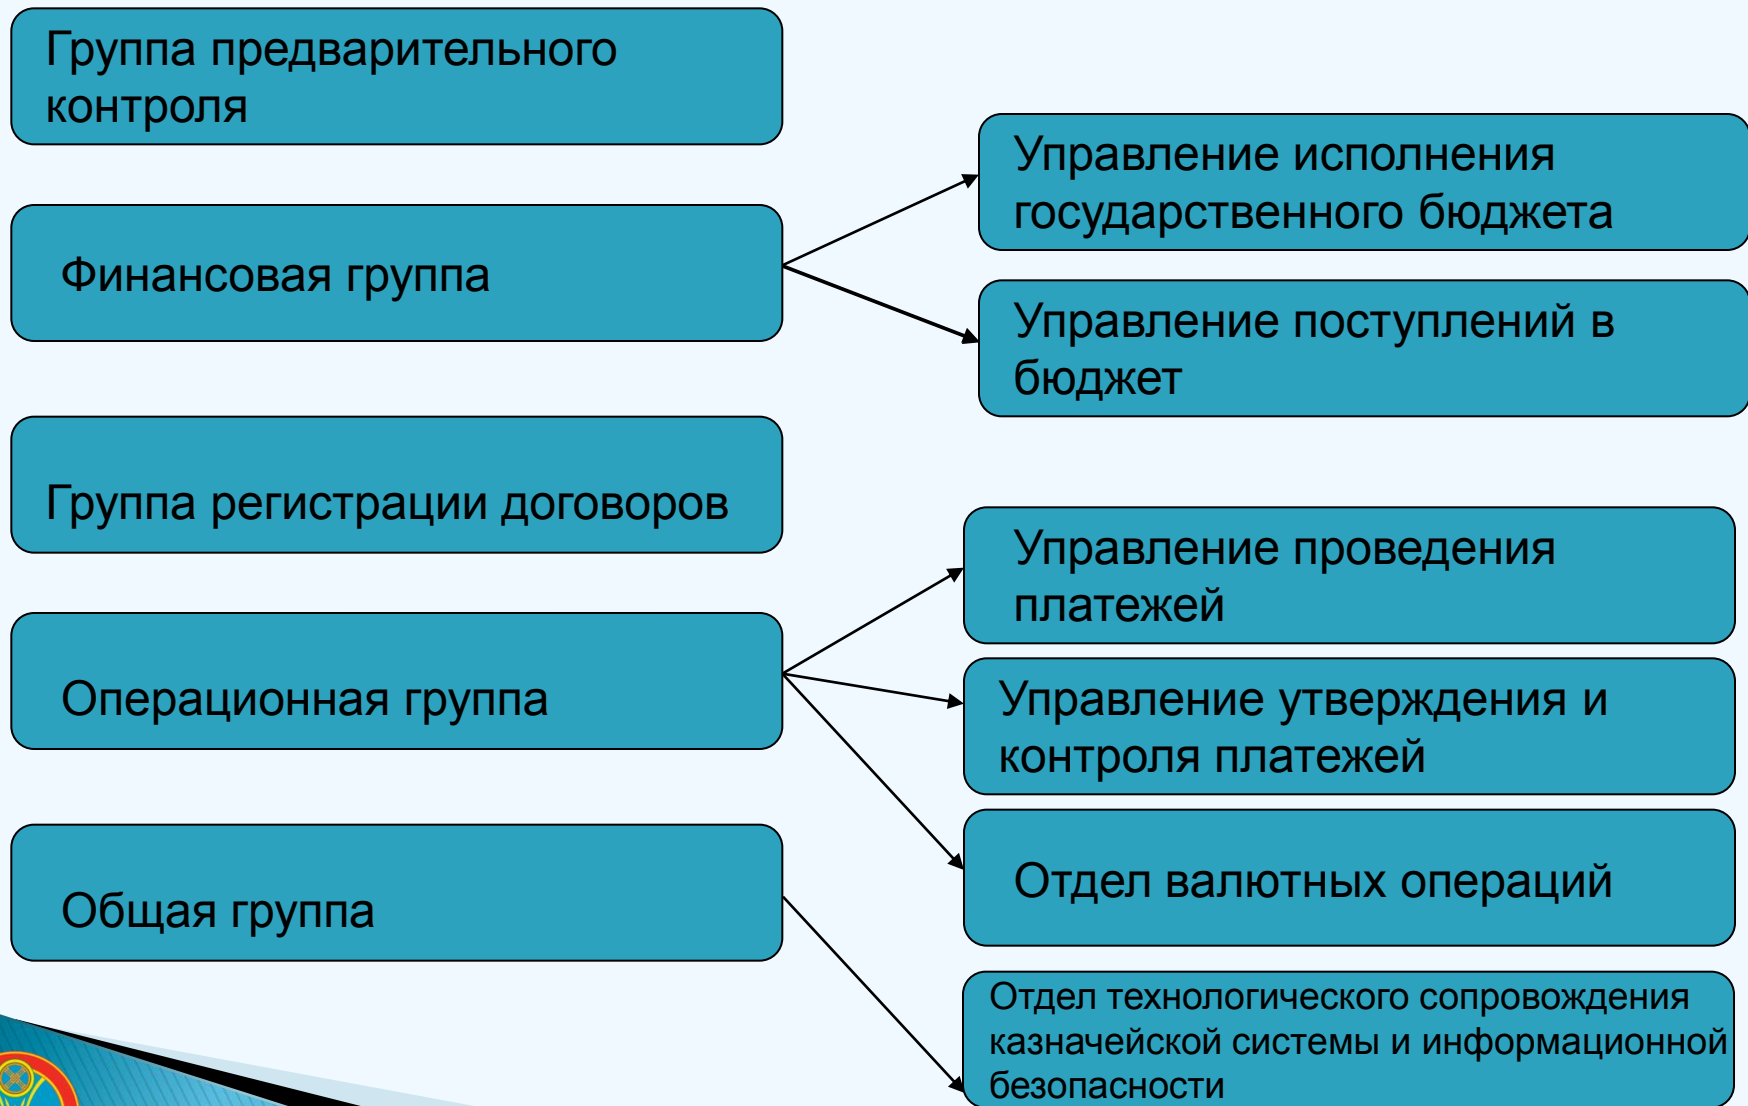 Группа предварительного
контроля
Финансовая группа
Управление исполнения
государственного бюджета
Управление поступлений в
бюджет
Группа регистрации договоров
Операционная группа
Управление проведения
платежей
Управление утверждения и
контроля платежей
Отдел валютных операций
Общая группа
Отдел технологического сопровождения
казначейской системы и информационной
безопасности